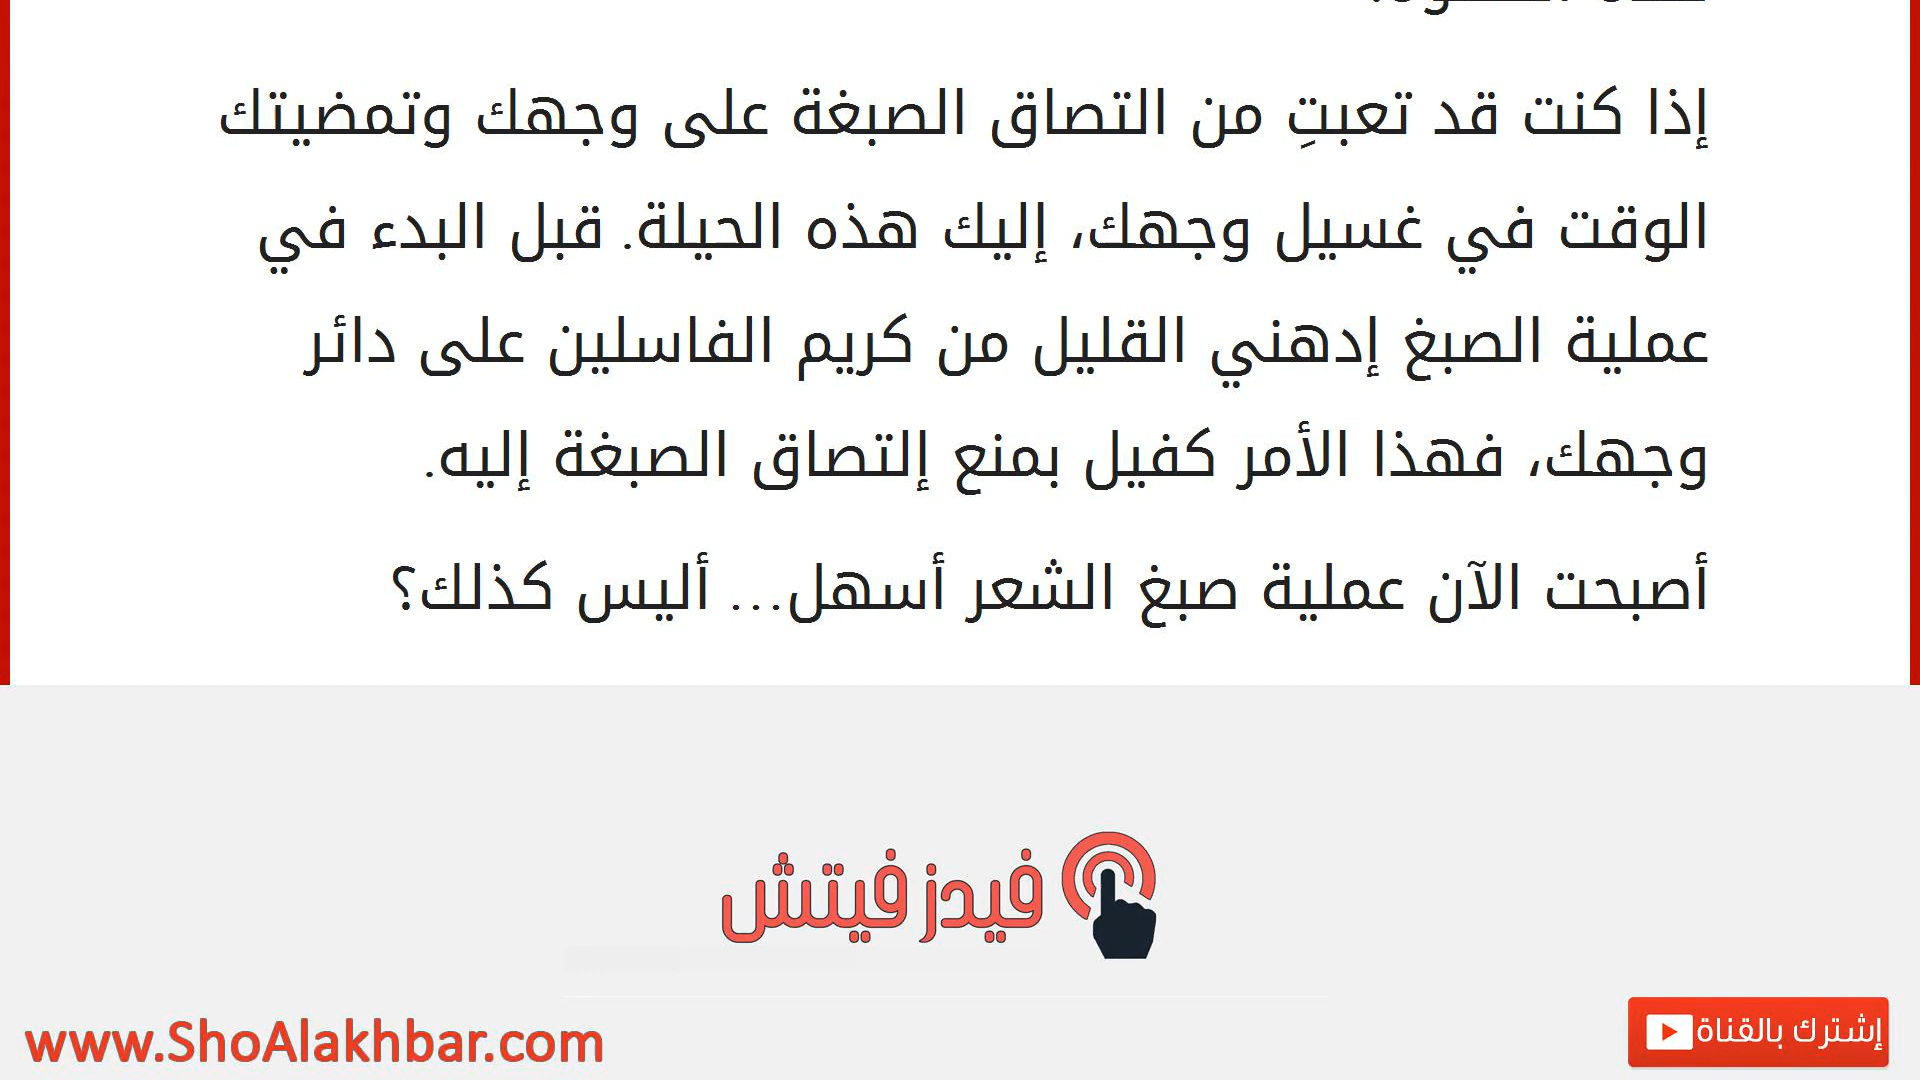 إذا كنت قد تعبتِ من التصاق الصبغة على وجهك وتمضيتك
الوقت في غسيل وجهك، إليك هذه الحيلة. قبل البدء في
عملية الصبغ إدهني القليل من كريم الفاسلين على دائر
وجهك، فهذا الأمر كفيل بمنع إلتصاق الصبغة إليه.
أصبحت الآن عملية صبغ الشعر أسهل... أليس كذلك؟
فيدز فيتش
www.ShoAlakhbar.com
إشترك بالقناة